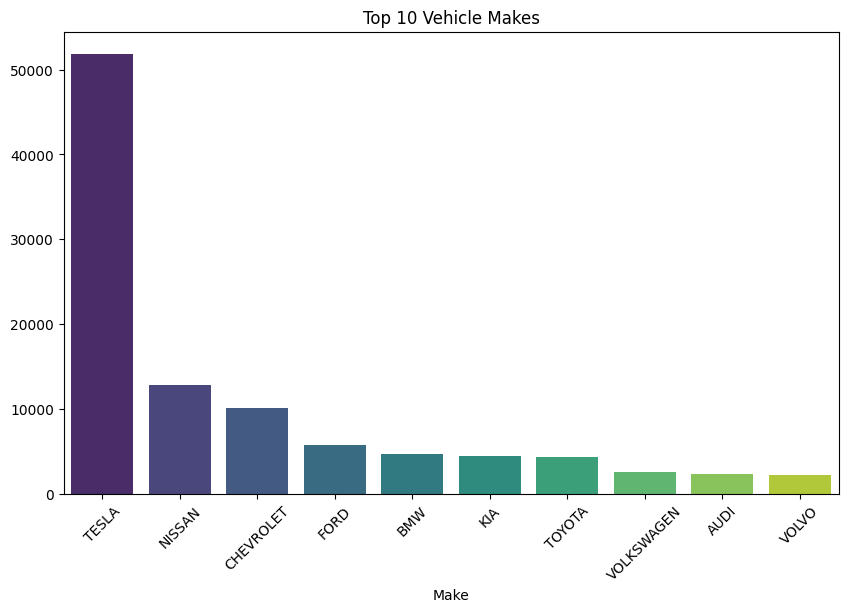 Top 10 Vehicle Makes
50000
40000
30000
20000
10000
0
TESLA
NISSAN
CHEVROLET
FORD
BMW
KIA
TOYOTA
VOLKSWAGEN
AUDI
VOLVO
Make